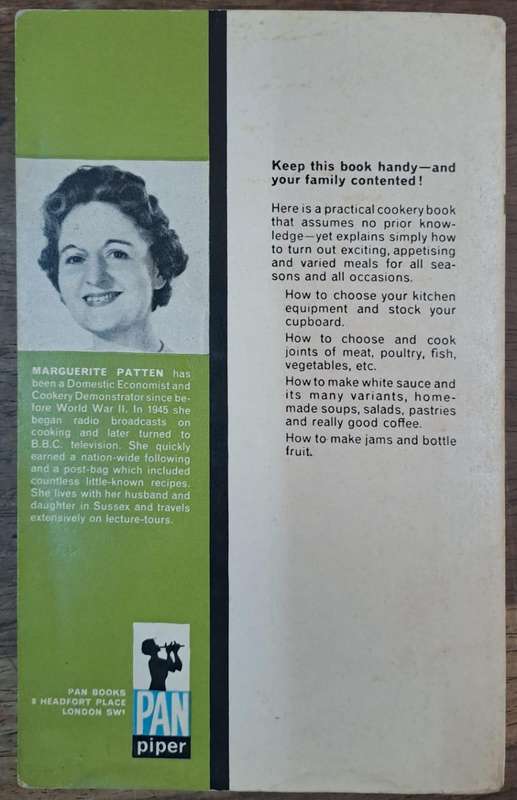 Keep this book handy—and
your family contented!
Here is a practical cookery book
that assumes no prior know-
ledge—yet explains simply how
to turn out exciting, appetising
and varied meals for all sea-
sons and all occasions.
How to choose your kitchen
equipment and stock your
cupboard.
How to choose and cook
joints of meat, poultry, fish,
vegetables, etc.
How to make white sauce and
its many variants, home-
made soups, salads, pastries
and really good coffee.
How to make jams and bottle
fruit.
MARGUERITE PATTEN has
been a Domestic Economist and
Cookery Demonstrator since be-
fore World War II. In 1945 she
began radio broadcasts on
cooking and later turned to
B.B.C. television. She quickly
earned a nation-wide following
and a post-bag which included
countless little-known recipes.
She lives with her husband and
daughter in Sussex and travels
extensively on lecture-tours.
PAN BOOKS
8 HEADFORT PLACE
LONDON SW1
PAN
piper